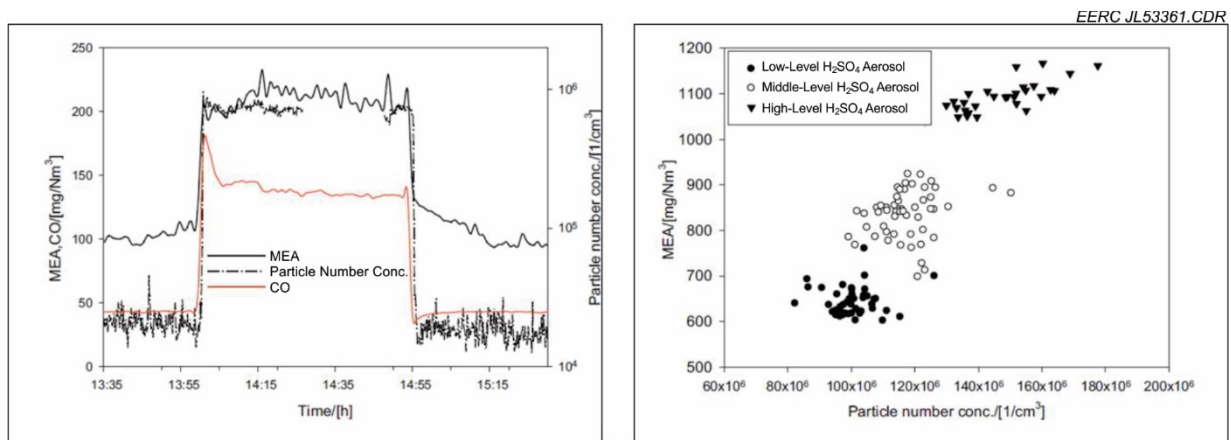 EERC JL53361.CDR
250
200
150
100
50
0
MEA,CO/[mg/Nm³]
MEA
Particle Number Conc.
CO
10⁶
10⁵
10⁴
Particle number conc./[1/cm³]
13:35
13:55
14:15
14:35
14:55
15:15
Time/[h]
1200
1100
1000
900
800
700
600
500
MEA/[mg/Nm³]
Low-Level H₂SO₄ Aerosol
Middle-Level H₂SO₄ Aerosol
High-Level H₂SO₄ Aerosol
60x10⁶
80x10⁶
100x10⁶
120x10⁶
140x10⁶
160x10⁶
180x10⁶
200x10⁶
Particle number conc./[1/cm³]